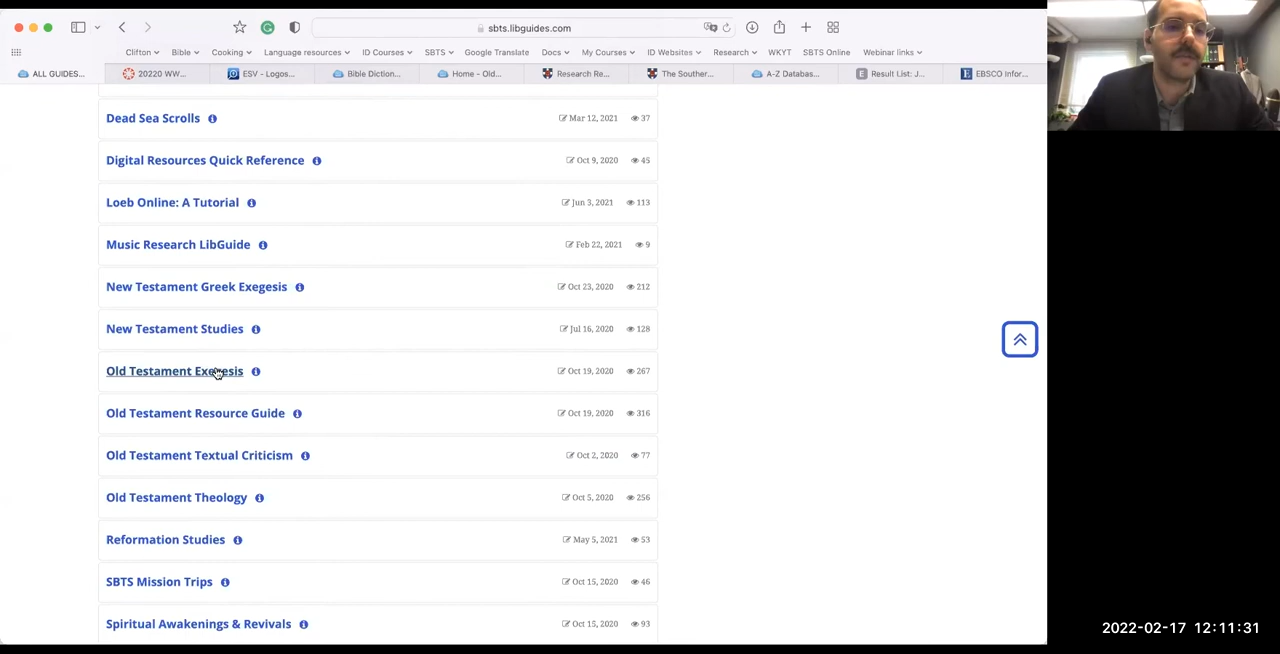 sbts.libguides.com
Clifton Bible Cooking Language resources ID Courses SBTS Google Translate Docs My Courses ID Websites Research WKYT SBTS Online Webinar links
ALL GUIDES... 20220 WW... ESV - Logos... Bible Diction... Home - Old... Research Re... The Souther... A-Z Databas... Result List: J... EBSCO Infor...
Dead Sea Scrolls Mar 12, 2021 37
Digital Resources Quick Reference Oct 9, 2020 45
Loeb Online: A Tutorial Jun 3, 2021 113
Music Research LibGuide Feb 22, 2021 9
New Testament Greek Exegesis Oct 23, 2020 212
New Testament Studies Jul 16, 2020 128
Old Testament Exegesis Oct 19, 2020 267
Old Testament Resource Guide Oct 19, 2020 316
Old Testament Textual Criticism Oct 2, 2020 77
Old Testament Theology Oct 5, 2020 256
Reformation Studies May 5, 2021 53
SBTS Mission Trips Oct 15, 2020 46
Spiritual Awakenings & Revivals Oct 15, 2020 93
2022-02-17 12:11:31